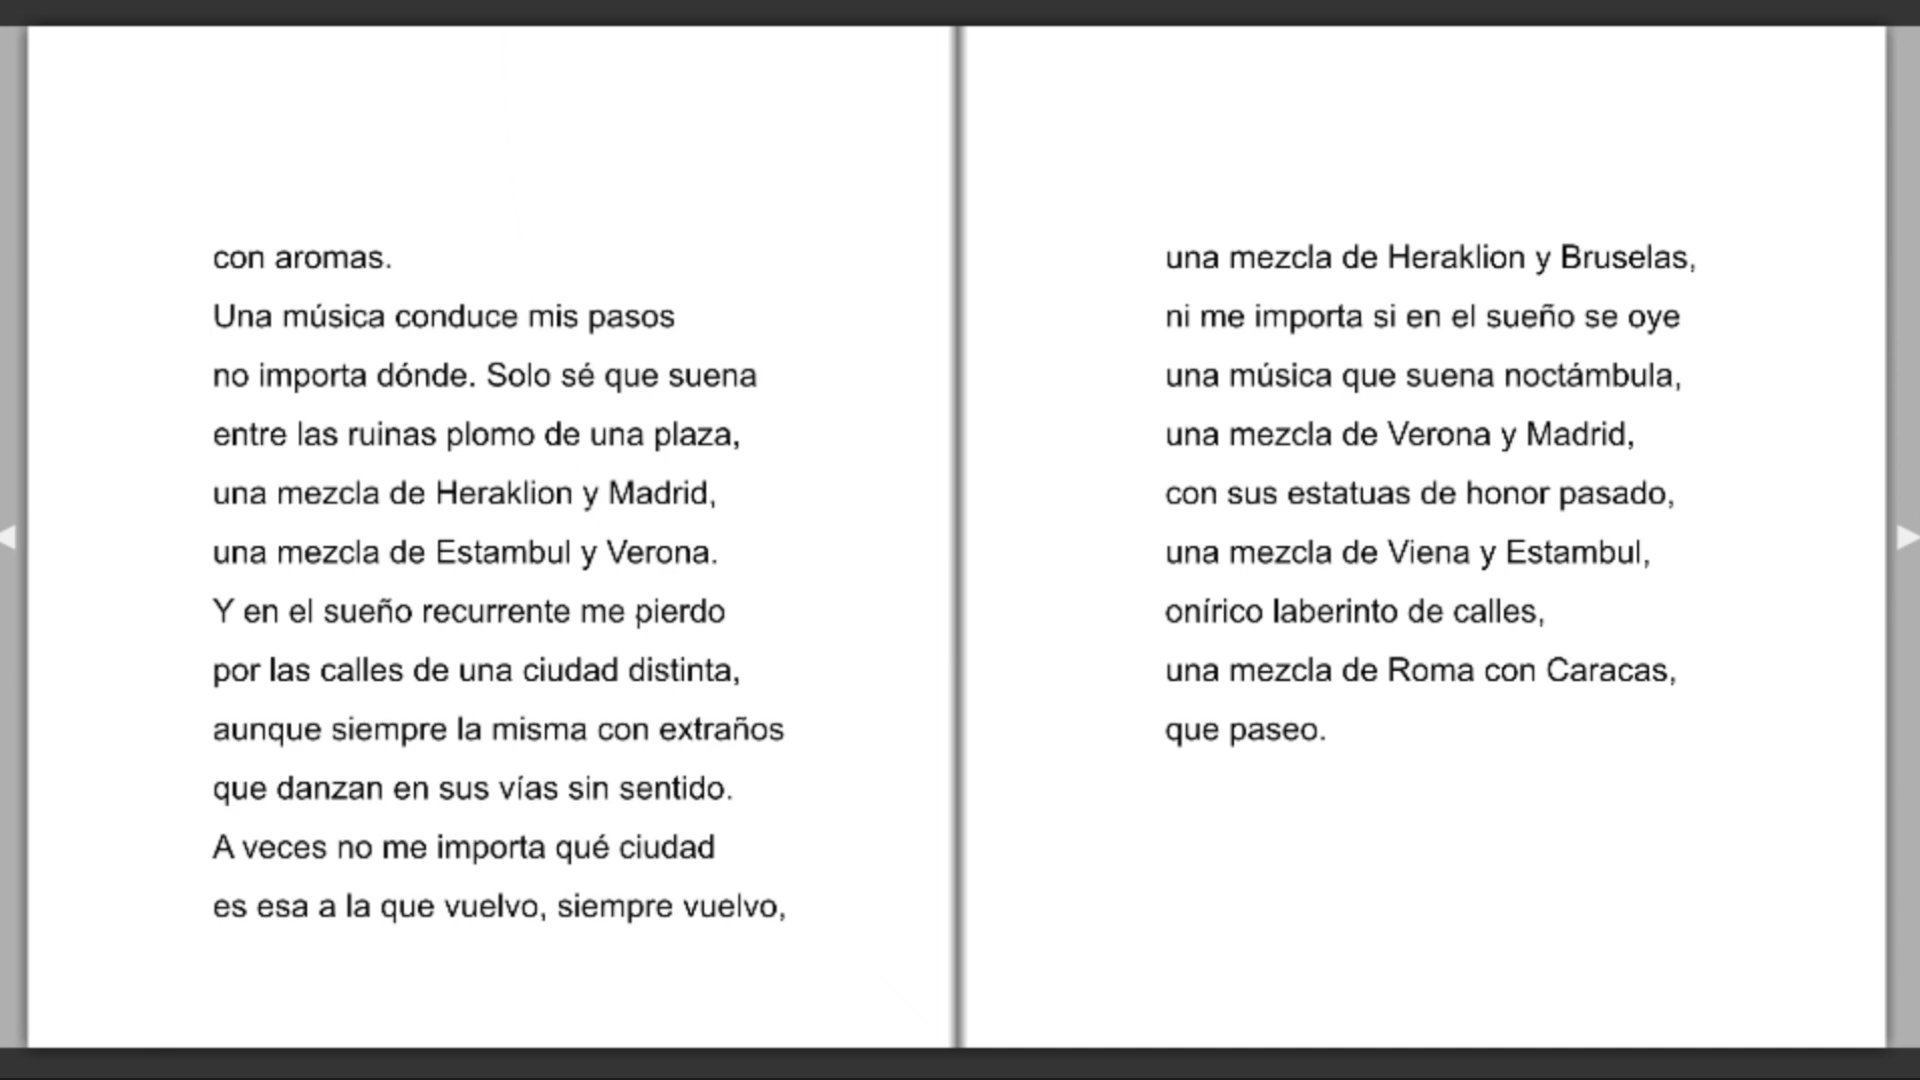 con aromas.
Una música conduce mis pasos
no importa dónde. Solo sé que suena
entre las ruinas plomo de una plaza,
una mezcla de Heraklion y Madrid,
una mezcla de Estambul y Verona.
Y en el sueño recurrente me pierdo
por las calles de una ciudad distinta,
aunque siempre la misma con extraños
que danzan en sus vías sin sentido.
A veces no me importa qué ciudad
es esa a la que vuelvo, siempre vuelvo,
una mezcla de Heraklion y Bruselas,
ni me importa si en el sueño se oye
una música que suena noctámbula,
una mezcla de Verona y Madrid,
con sus estatuas de honor pasado,
una mezcla de Viena y Estambul,
onírico laberinto de calles,
una mezcla de Roma con Caracas,
que paseo.